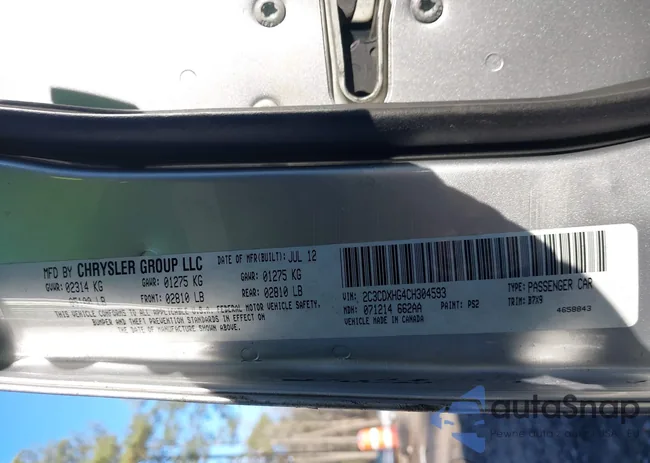 MFD BY CHRYSLER GROUP LLC DATE OF MFR(BUILT): JUL 12
GVWR: 02314 KG GAWR: 01275 KG GAWR: 01275 KG
LB FRONT: 02810 LB REAR: 02810 LB
THIS VEHICLE CONFORMS TO ALL APPLICABLE FEDERAL MOTOR VEHICLE SAFETY,
BUMPER AND THEFT PREVENTION STANDARDS IN EFFECT ON
THE DATE OF MANUFACTURE SHOWN ABOVE.
VIN: 2C3CDXHG4CH304593 TYPE: PASSENGER CAR
MDH: 071214 662AA PAINT: PS2 TRIM: B7X9
VEHICLE MADE IN CANADA 4658843
autoSnap